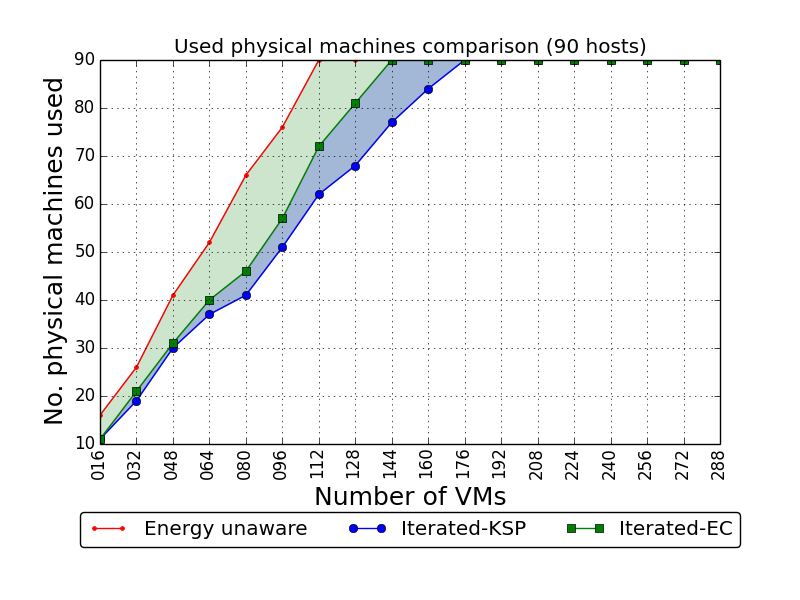 Used physical machines comparison (90 hosts)
No. physical machines used
90
80
70
60
50
40
30
20
10
016 032 048 064 080 096 112 128 144 160 176 192 208 224 240 256 272 288
Number of VMs
Energy unaware Iterated-KSP Iterated-EC